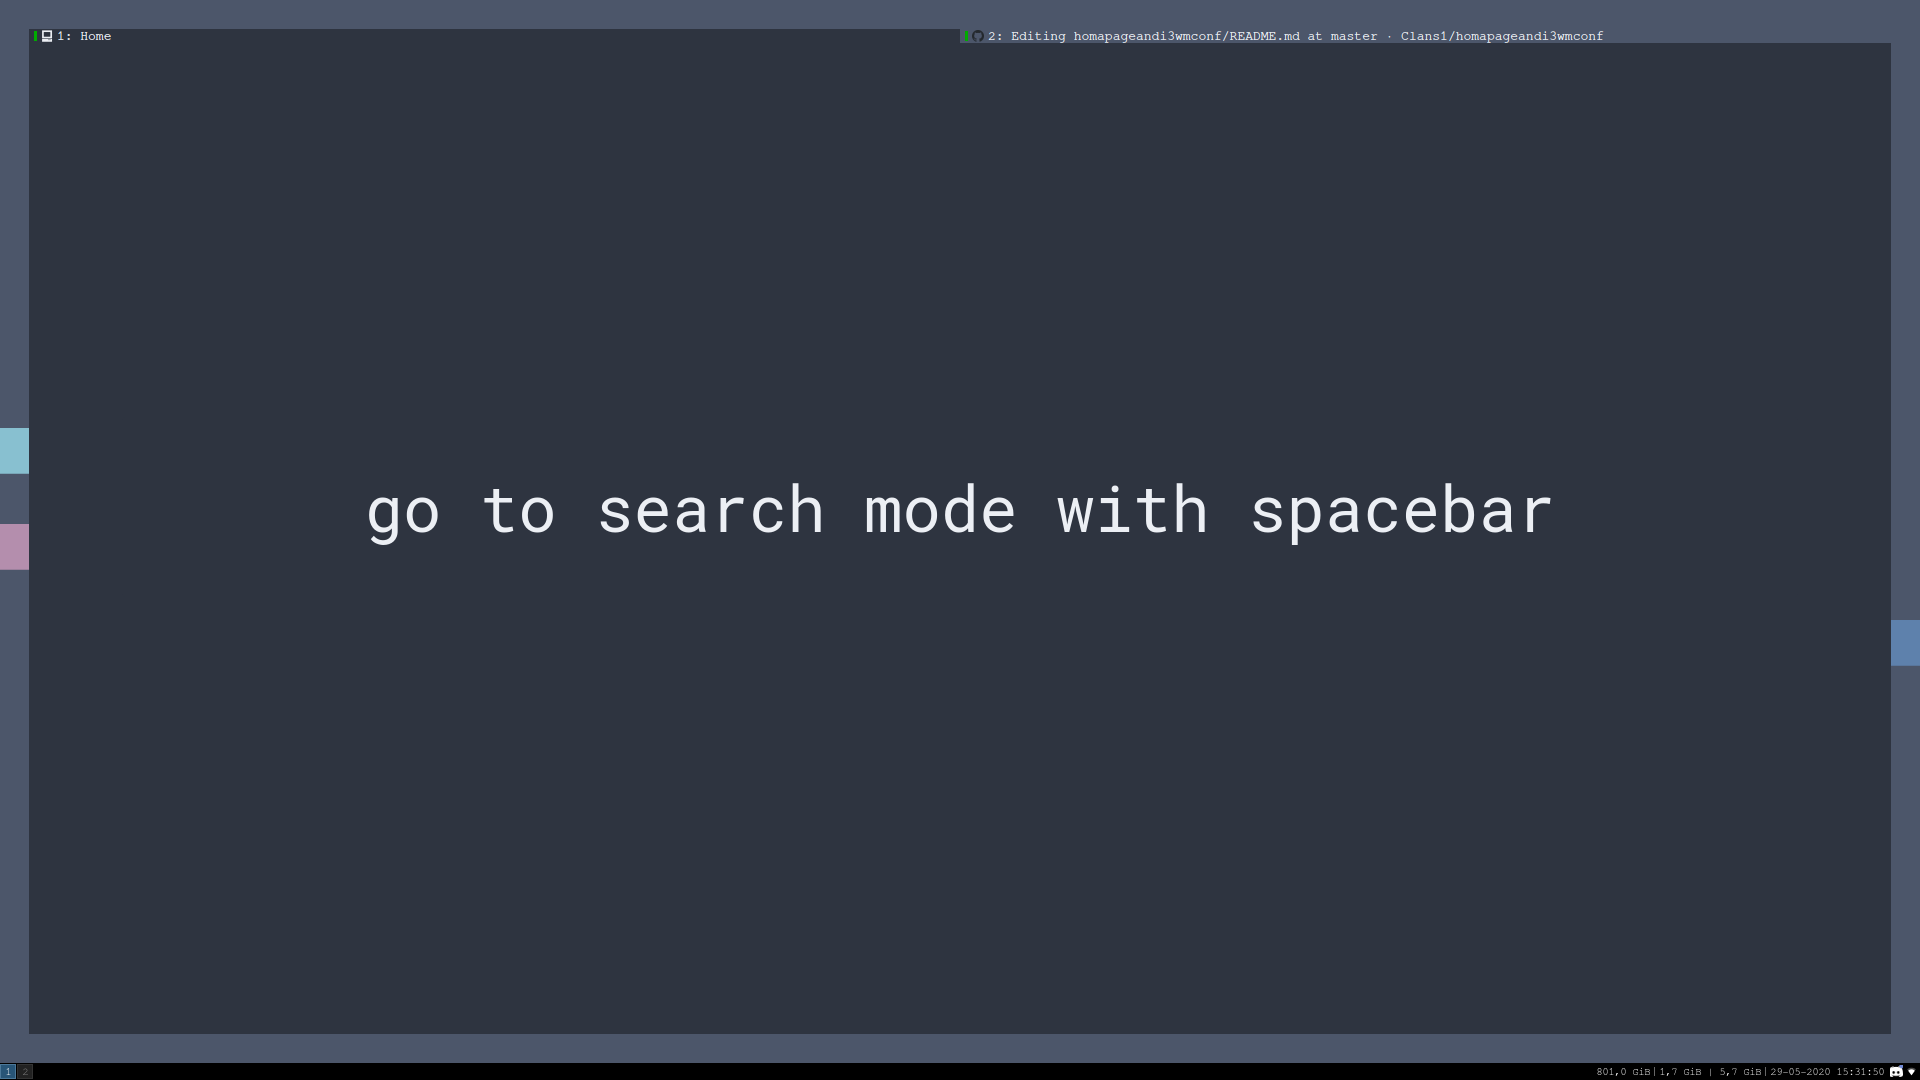 1: Home
2: Editing homapageandi3wmconf/README.md at master · Clans1/homapageandi3wmconf
go to search mode with spacebar
1 2
801,0 GiB|1,7 GiB | 5,7 GiB|29-05-2020 15:31:50